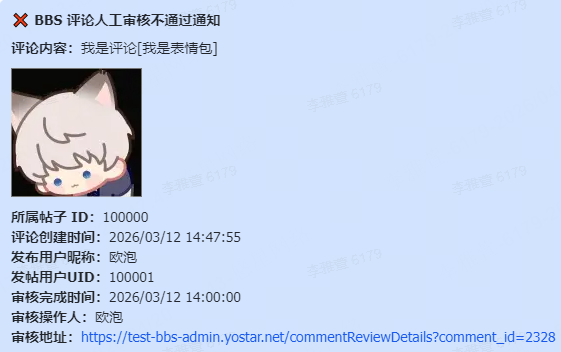 ❌ BBS 评论人工审核不通过通知
评论内容：我是评论[我是表情包]
所属帖子 ID：100000
评论创建时间：2026/03/12 14:47:55
发布用户昵称：欧泡
发帖用户UID：100001
审核完成时间：2026/03/12 14:00:00
审核操作人：欧泡
审核地址：https://test-bbs-admin.yostar.net/commentReviewDetails?comment_id=2328